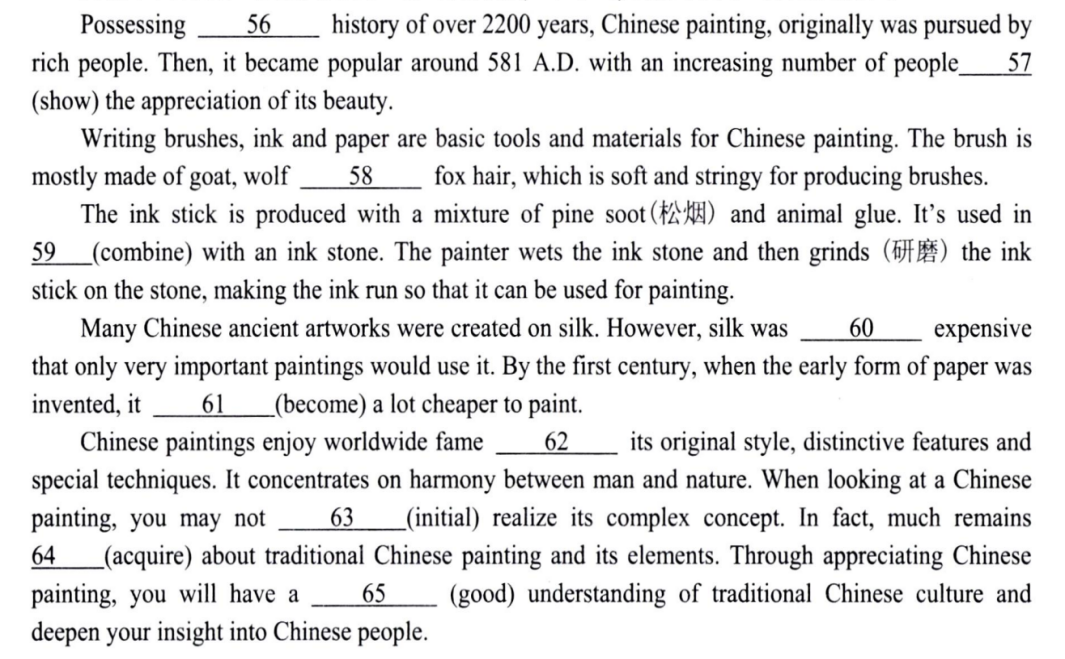 Possessing 56 history of over 2200 years, Chinese painting, originally was pursued by
rich people. Then, it became popular around 581 A.D. with an increasing number of people 57
(show) the appreciation of its beauty.
Writing brushes, ink and paper are basic tools and materials for Chinese painting. The brush is
mostly made of goat, wolf 58 fox hair, which is soft and stringy for producing brushes.
The ink stick is produced with a mixture of pine soot(松烟) and animal glue. It's used in
59 (combine) with an ink stone. The painter wets the ink stone and then grinds (研磨) the ink
stick on the stone, making the ink run so that it can be used for painting.
Many Chinese ancient artworks were created on silk. However, silk was 60 expensive
that only very important paintings would use it. By the first century, when the early form of paper was
invented, it 61 (become) a lot cheaper to paint.
Chinese paintings enjoy worldwide fame 62 its original style, distinctive features and
special techniques. It concentrates on harmony between man and nature. When looking at a Chinese
painting, you may not 63 (initial) realize its complex concept. In fact, much remains
64 (acquire) about traditional Chinese painting and its elements. Through appreciating Chinese
painting, you will have a 65 (good) understanding of traditional Chinese culture and
deepen your insight into Chinese people.